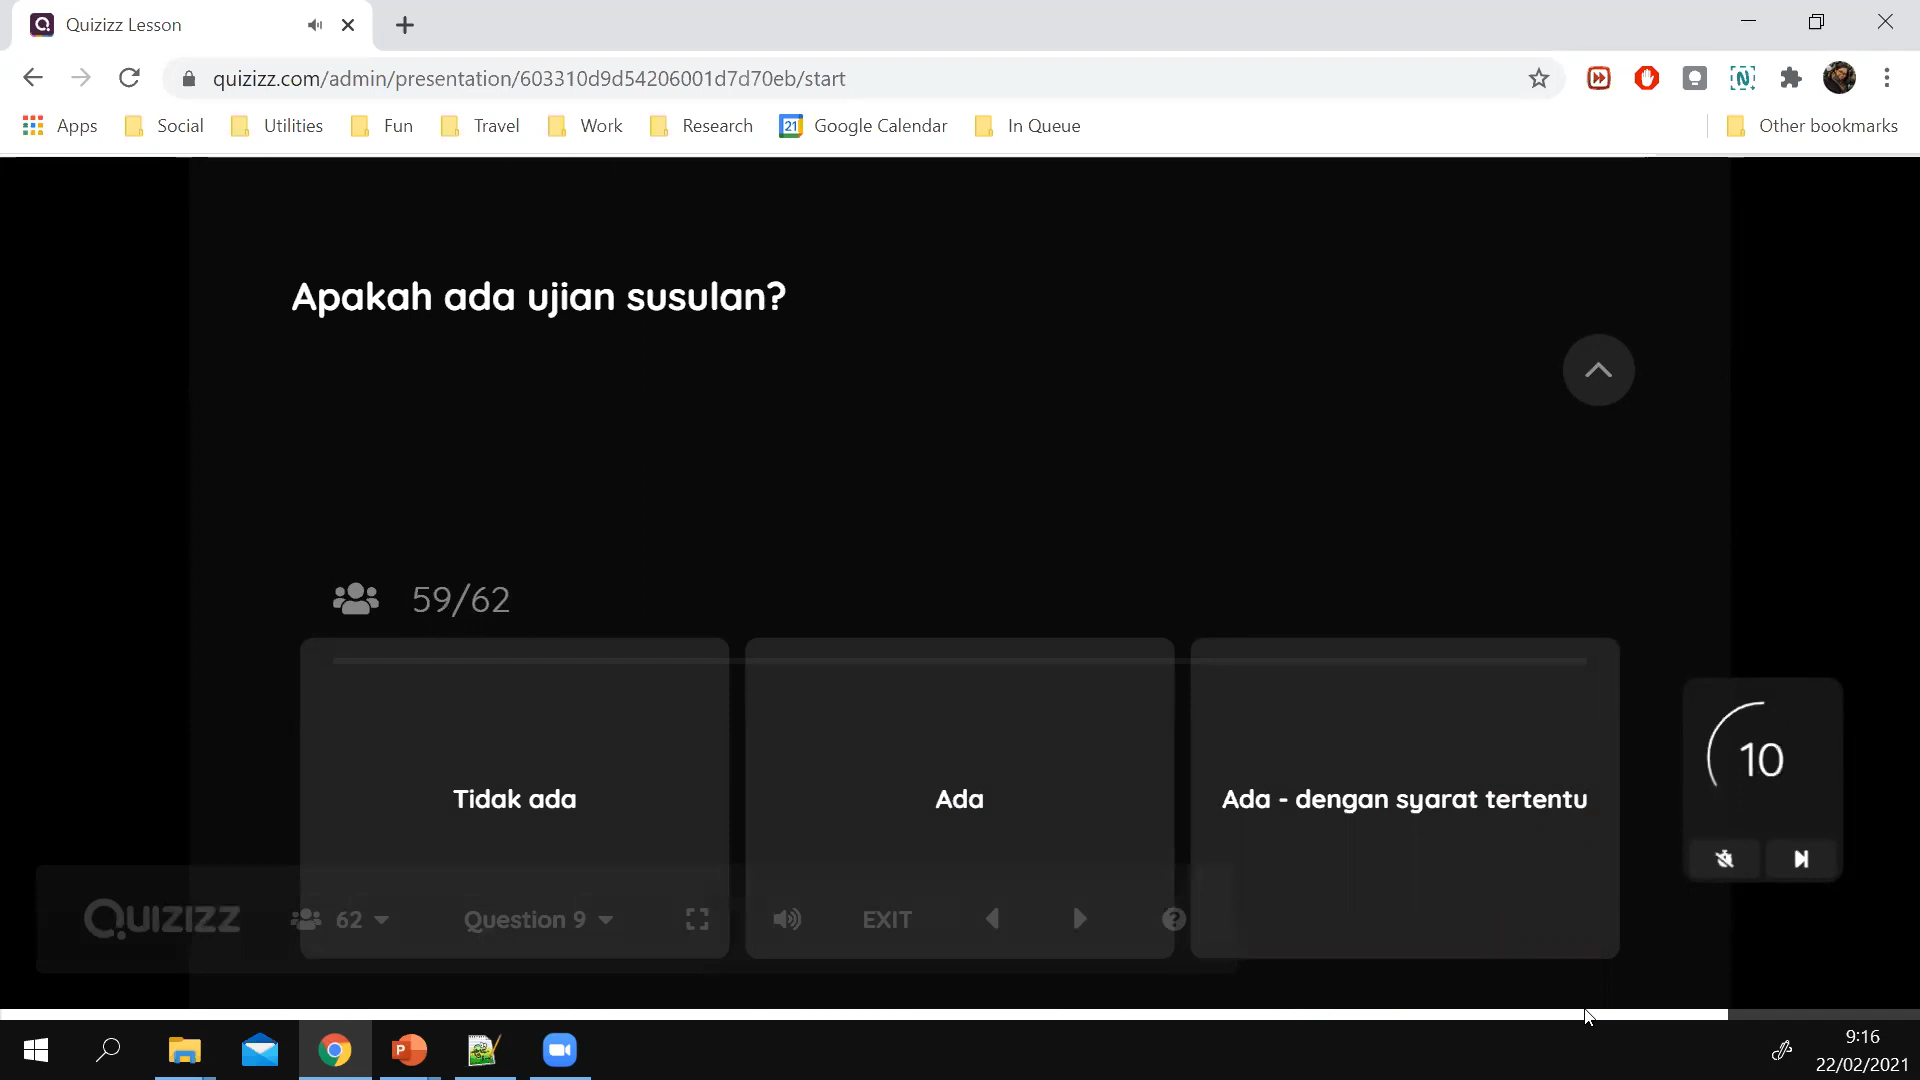 Quizizz Lesson
quizizz.com/admin/presentation/603310d9d54206001d7d70eb/start
Apps Social Utilities Fun Travel Work Research 21 Google Calendar In Queue Other bookmarks
Apakah ada ujian susulan?
59/62
Tidak ada
Ada
Ada - dengan syarat tertentu
10
QUIZIZZ 62 Question 9 EXIT
9:16
22/02/2021